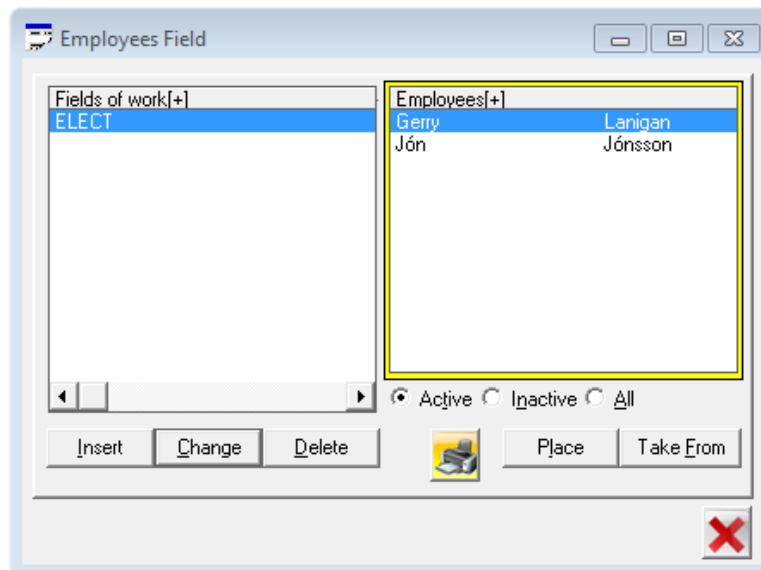 Employees Field
Fields of work[+]
ELECT
Employees[+]
Gerry Lanigan
Jón Jónsson
Active Inactive All
Insert Change Delete Place Take From